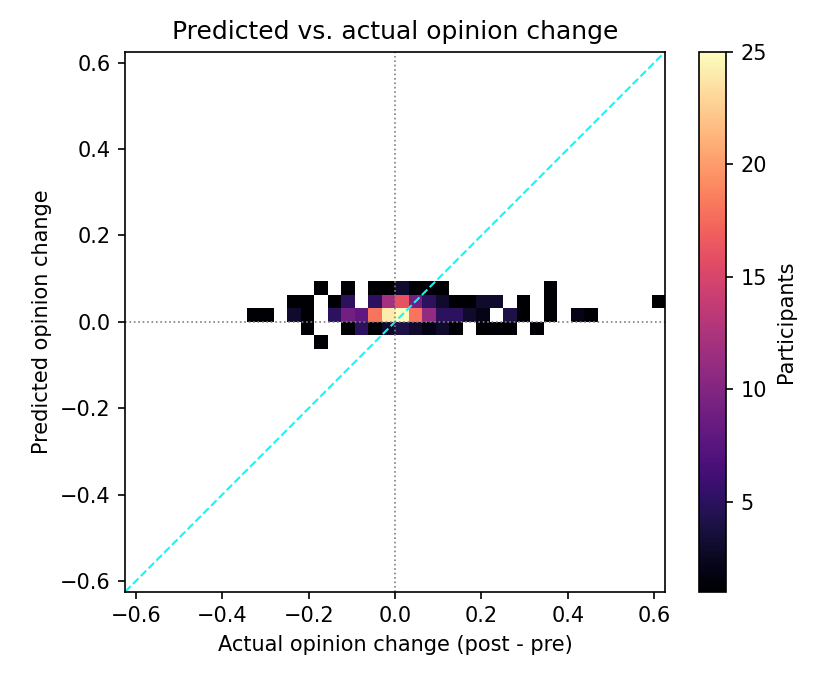 Predicted vs. actual opinion change
0.6
0.4
0.2
0.0
−0.2
−0.4
−0.6
Predicted opinion change
−0.6 −0.4 −0.2 0.0 0.2 0.4 0.6
Actual opinion change (post - pre)
25
20
15
10
5
Participants